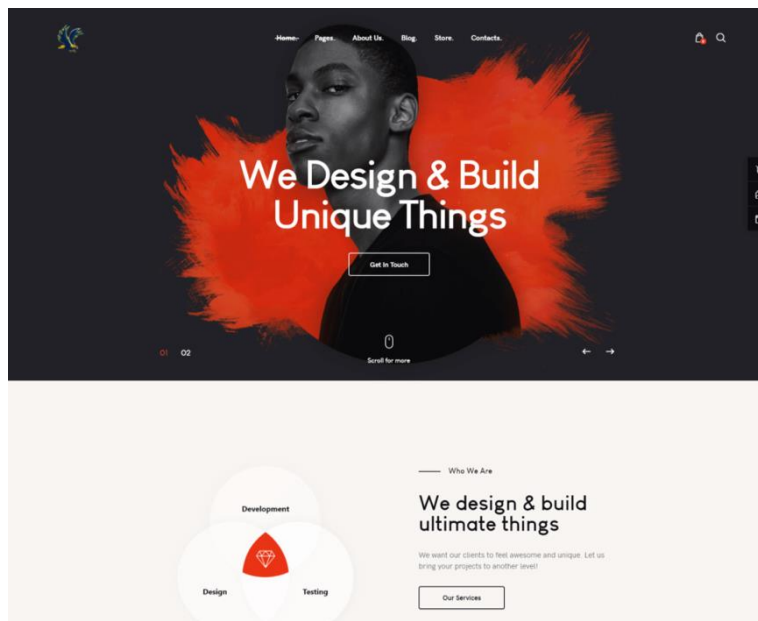 Home. Pages. About Us. Blog. Store. Contacts.
We Design & Build
Unique Things
Get In Touch
01 02
Scroll for more
Who We Are
We design & build
ultimate things
We want our clients to feel awesome and unique. Let us
bring your projects to another level!
Our Services
Development
Design
Testing